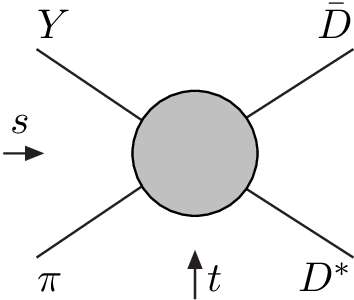 Y D̄
s
π t D*